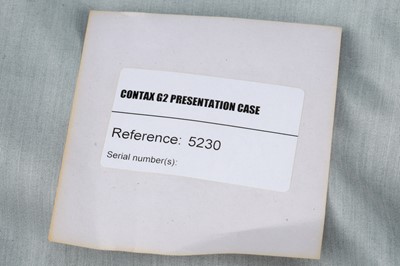 CONTAX G2 PRESENTATION CASE
Reference: 5230
Serial number(s):